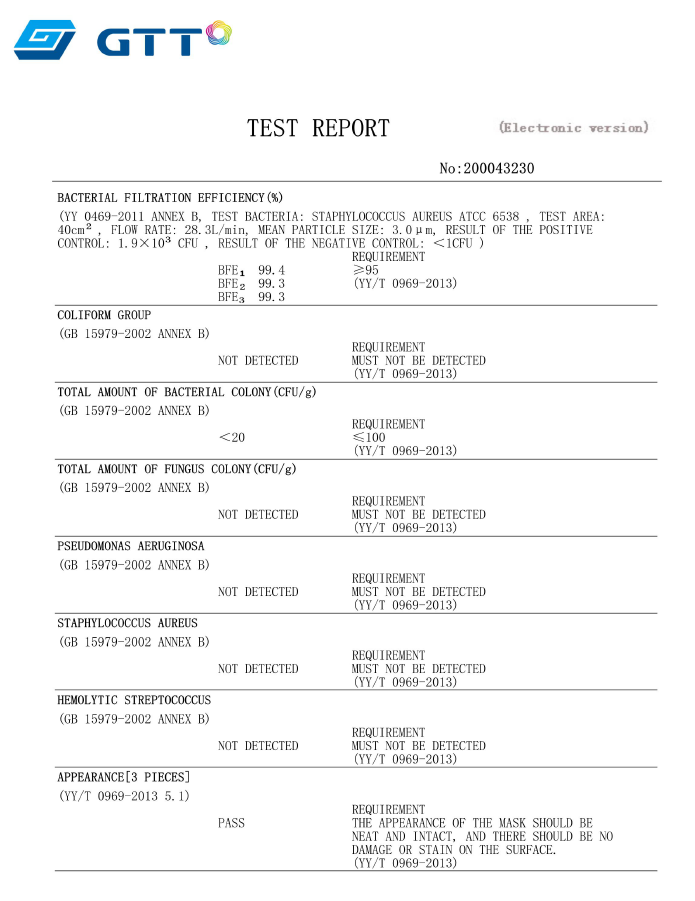 GTT
TEST REPORT
(Electronic version)
No:200043230
BACTERIAL FILTRATION EFFICIENCY(%)
(YY 0469-2011 ANNEX B, TEST BACTERIA: STAPHYLOCOCCUS AUREUS ATCC 6538 , TEST AREA:
40cm² , FLOW RATE: 28.3L/min, MEAN PARTICLE SIZE: 3.0μm, RESULT OF THE POSITIVE
CONTROL: 1.9×10³ CFU , RESULT OF THE NEGATIVE CONTROL: <1CFU )
REQUIREMENT
BFE₁ 99.4 ≥95
BFE₂ 99.3 (YY/T 0969-2013)
BFE₃ 99.3
COLIFORM GROUP
(GB 15979-2002 ANNEX B)
REQUIREMENT
NOT DETECTED MUST NOT BE DETECTED
(YY/T 0969-2013)
TOTAL AMOUNT OF BACTERIAL COLONY(CFU/g)
(GB 15979-2002 ANNEX B)
REQUIREMENT
<20 ≤100
(YY/T 0969-2013)
TOTAL AMOUNT OF FUNGUS COLONY(CFU/g)
(GB 15979-2002 ANNEX B)
REQUIREMENT
NOT DETECTED MUST NOT BE DETECTED
(YY/T 0969-2013)
PSEUDOMONAS AERUGINOSA
(GB 15979-2002 ANNEX B)
REQUIREMENT
NOT DETECTED MUST NOT BE DETECTED
(YY/T 0969-2013)
STAPHYLOCOCCUS AUREUS
(GB 15979-2002 ANNEX B)
REQUIREMENT
NOT DETECTED MUST NOT BE DETECTED
(YY/T 0969-2013)
HEMOLYTIC STREPTOCOCCUS
(GB 15979-2002 ANNEX B)
REQUIREMENT
NOT DETECTED MUST NOT BE DETECTED
(YY/T 0969-2013)
APPEARANCE[3 PIECES]
(YY/T 0969-2013 5.1)
REQUIREMENT
PASS THE APPEARANCE OF THE MASK SHOULD BE
NEAT AND INTACT, AND THERE SHOULD BE NO
DAMAGE OR STAIN ON THE SURFACE.
(YY/T 0969-2013)